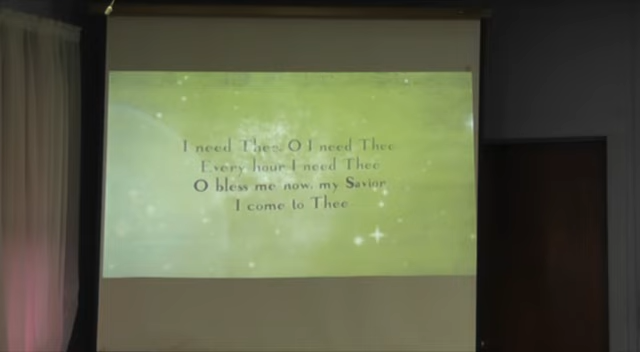 I need Thee, O I need Thee
Every hour I need Thee
O bless me now, my Savior
I come to Thee